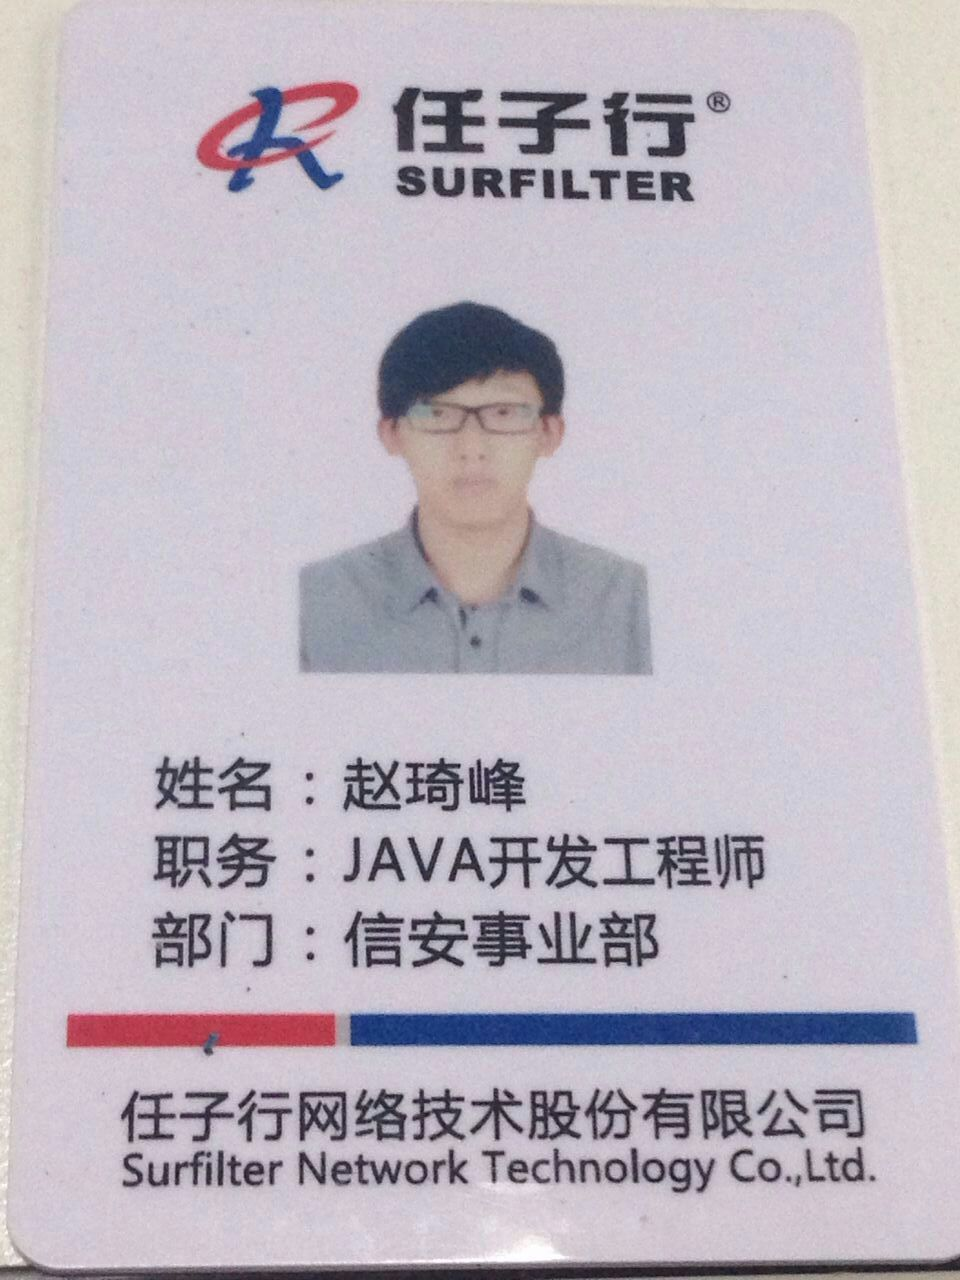 任子行®
SURFILTER
姓名：赵琦峰
职务：JAVA开发工程师
部门：信安事业部
任子行网络技术股份有限公司
Surfilter Network Technology Co.,Ltd.